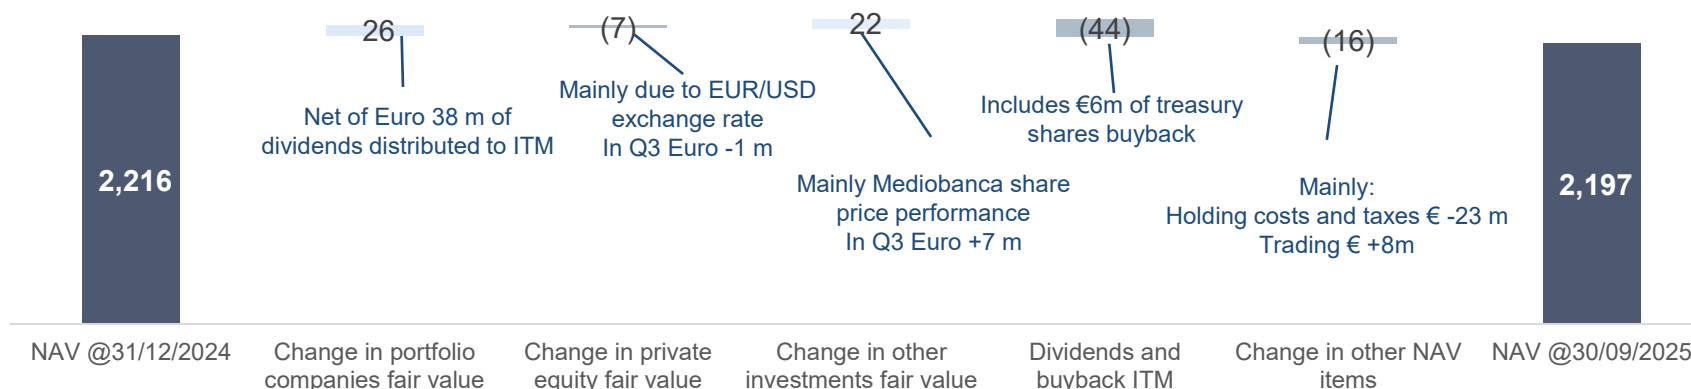 26
(7)
22
(44)
(16)
Mainly due to EUR/USD
exchange rate
In Q3 Euro -1 m
Net of Euro 38 m of
dividends distributed to ITM
Includes €6m of treasury
shares buyback
Mainly Mediobanca share
price performance
In Q3 Euro +7 m
Mainly:
Holding costs and taxes € -23 m
Trading € +8m
2,216
2,197
NAV @31/12/2024
Change in portfolio
companies fair value
Change in private
equity fair value
Change in other
investments fair value
Dividends and
buyback ITM
Change in other NAV
items
NAV @30/09/2025